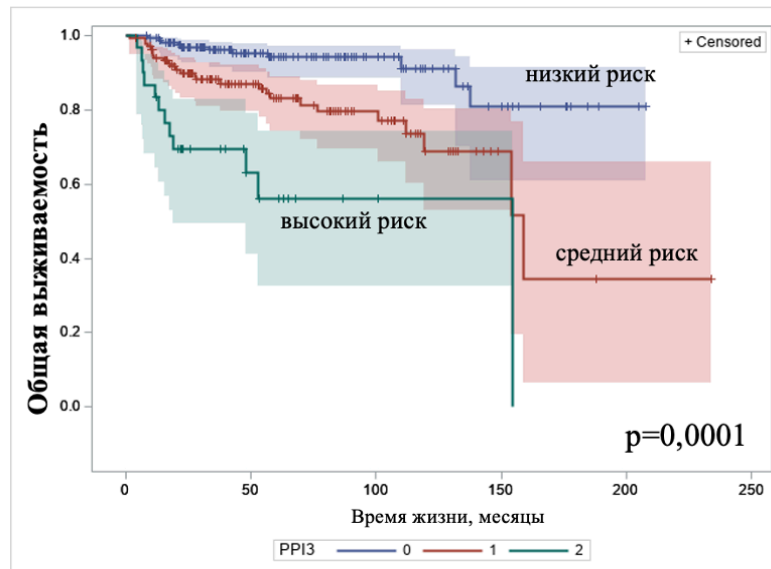 + Censored
1.0
0.8
0.6
0.4
0.2
0.0
Общая выживаемость
низкий риск
высокий риск
средний риск
p=0,0001
0 50 100 150 200 250
Время жизни, месяцы
PPI3 0 1 2